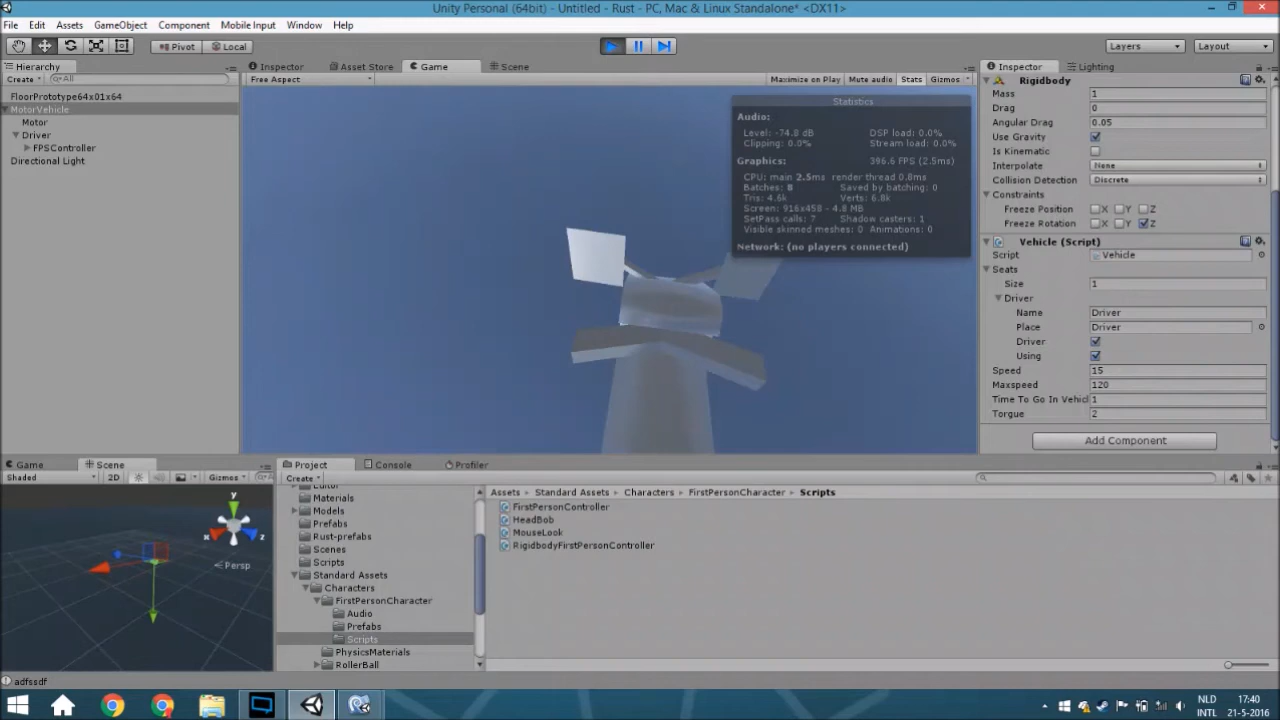 Unity Personal (64bit) - Untitled - Rust - PC, Mac & Linux Standalone* <DX11>
File Edit Assets GameObject Component Mobile Input Window Help
Pivot Local Layers Layout
Hierarchy
Create All
FloorPrototype64x01x64
MotorVehicle
Motor
Driver
FPSController
Directional Light
Inspector Asset Store Game Scene
Free Aspect Maximize on Play Mute audio Stats Gizmos
Statistics
Audio:
Level: -74.8 dB DSP load: 0.0%
Clipping: 0.0% Stream load: 0.0%
Graphics: 396.6 FPS (2.5ms)
CPU: main 2.5ms render thread 0.8ms
Batches: 8 Saved by batching: 0
Tris: 4.6k Verts: 6.8k
Screen: 916x458 - 4.8 MB
SetPass calls: 7 Shadow casters: 1
Visible skinned meshes: 0 Animations: 0
Network: (no players connected)
Inspector Lighting
Rigidbody
Mass 1
Drag 0
Angular Drag 0.05
Use Gravity
Is Kinematic
Interpolate None
Collision Detection Discrete
Constraints
Freeze Position X Y Z
Freeze Rotation X Y Z
Vehicle (Script)
Script Vehicle
Seats
Size 1
Driver
Name Driver
Place Driver
Driver
Using
Speed 15
Maxspeed 120
Time To Go In Vehicl 1
Torgue 2
Add Component
Game Scene
Shaded 2D Gizmos
y
x
z
Persp
Project Console Profiler
Create
Editor
Materials
Models
Prefabs
Rust-prefabs
Scenes
Scripts
Standard Assets
Characters
FirstPersonCharacter
Audio
Prefabs
Scripts
PhysicsMaterials
RollerBall
Assets Standard Assets Characters FirstPersonCharacter Scripts
FirstPersonController
HeadBob
MouseLook
RigidbodyFirstPersonController
adfssdf
NLD 17:40
INTL 21-5-2016